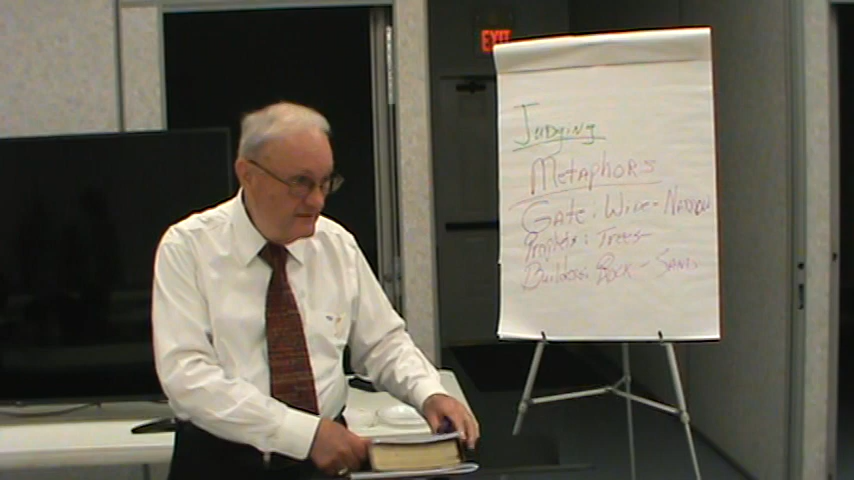 EXIT
Judging
Metaphors
Gate: Wide - Narrow
Prophets: Trees
Builders: Rock - Sand